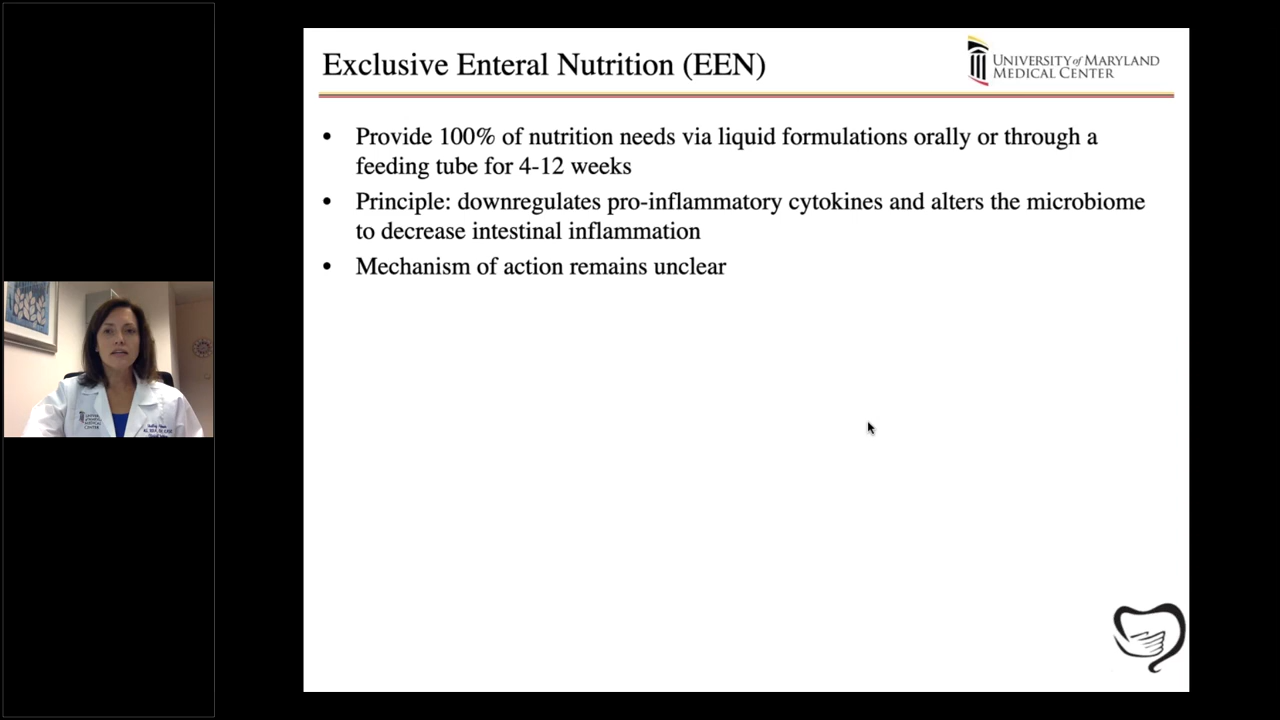 Exclusive Enteral Nutrition (EEN)
UNIVERSITY of MARYLAND
MEDICAL CENTER
• Provide 100% of nutrition needs via liquid formulations orally or through a
feeding tube for 4-12 weeks
• Principle: downregulates pro-inflammatory cytokines and alters the microbiome
to decrease intestinal inflammation
• Mechanism of action remains unclear
MEDICAL
CENTER